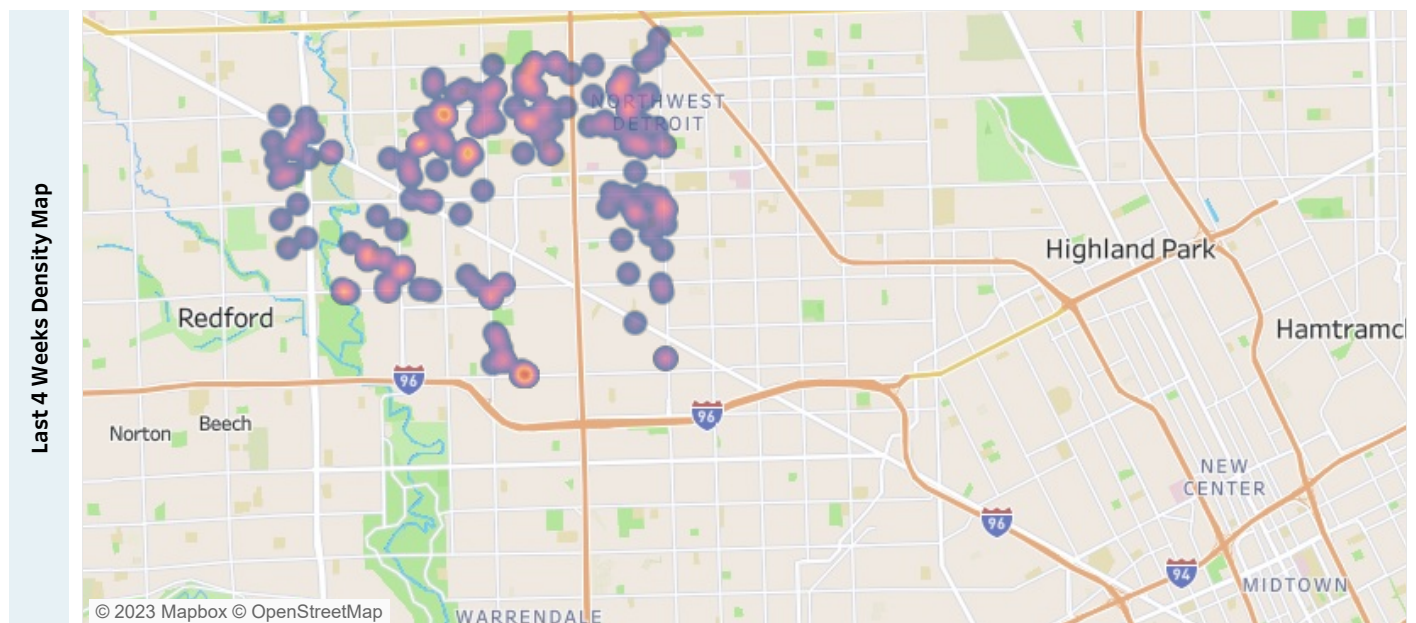 Last 4 Weeks Density Map
NORTHWEST
DETROIT
Highland Park
Redford
Hamtramc
96
96
Beech
Norton
NEW
CENTER
96
94
MIDTOWN
© 2023 Mapbox © OpenStreetMap
WARRENDALE